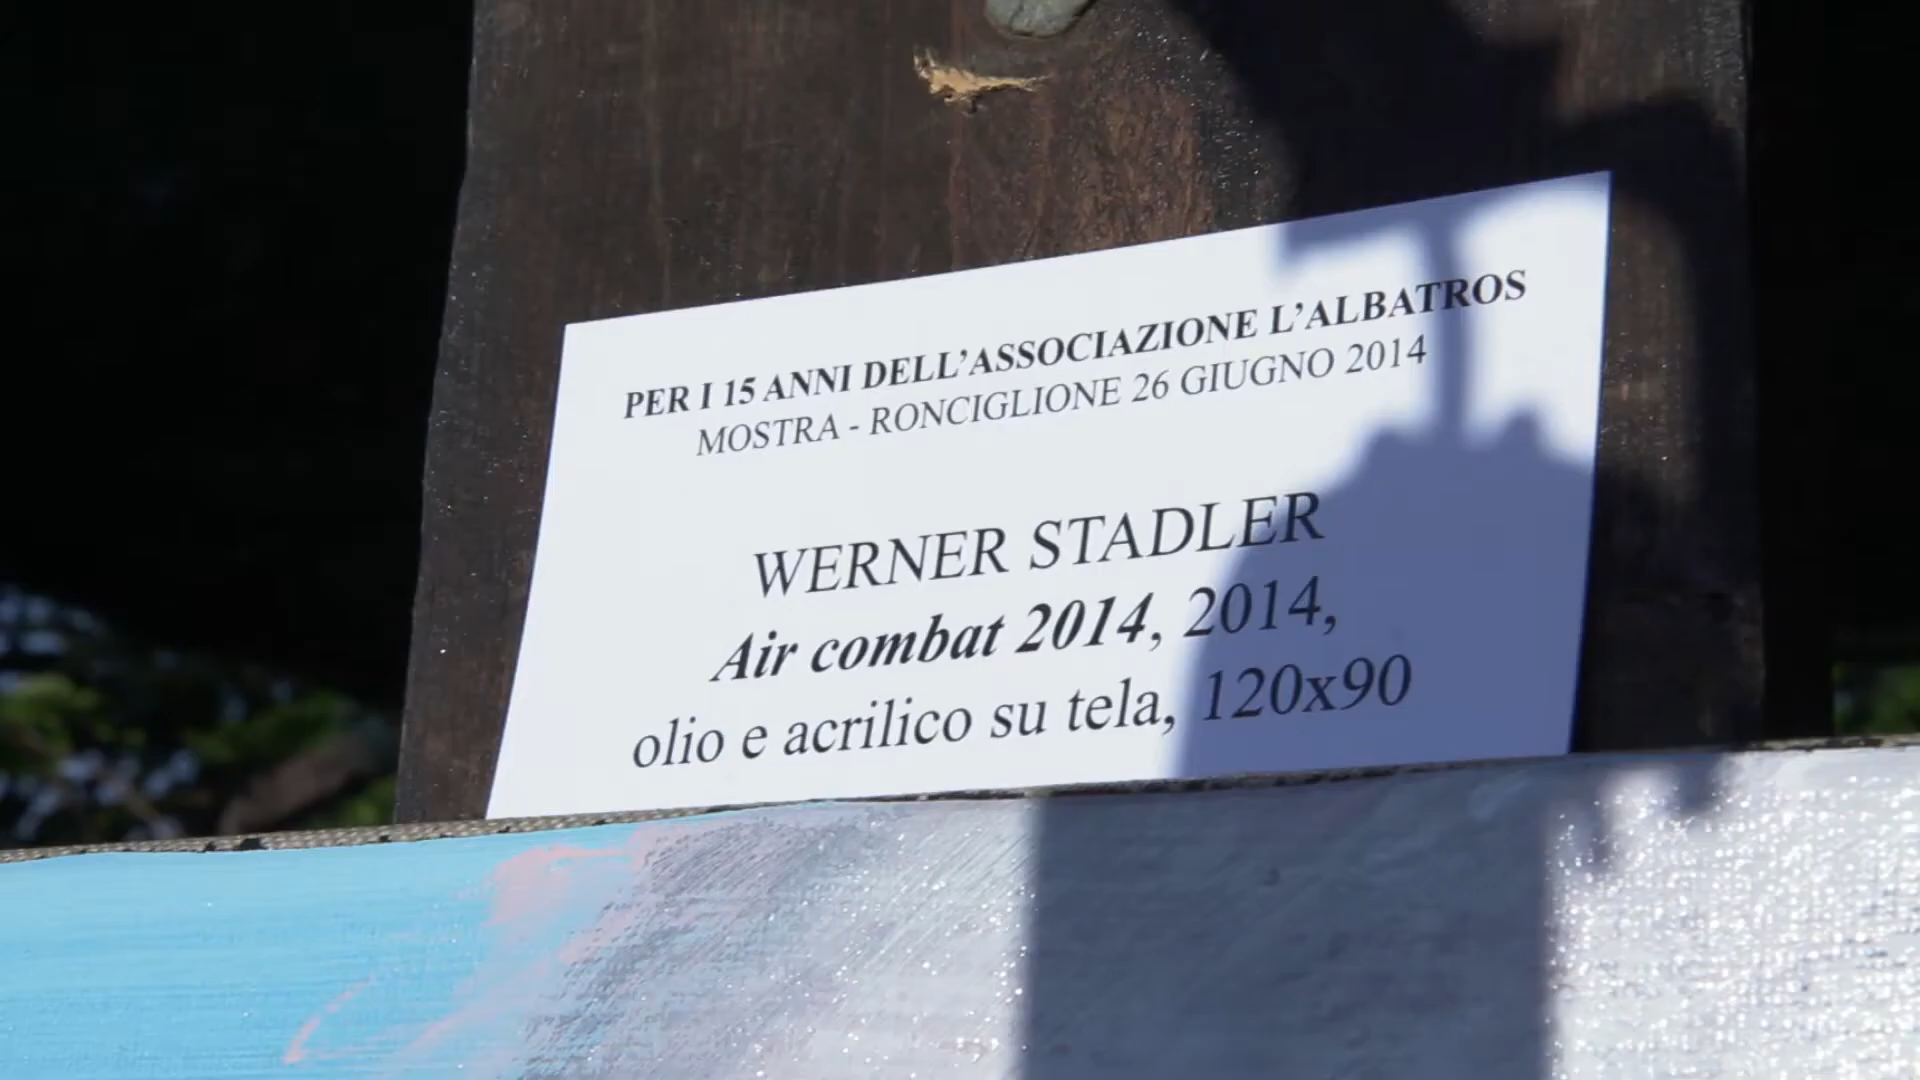 PER I 15 ANNI DELL'ASSOCIAZIONE L'ALBATROS
MOSTRA - RONCIGLIONE 26 GIUGNO 2014
WERNER STADLER
Air combat 2014, 2014,
olio e acrilico su tela, 120x90